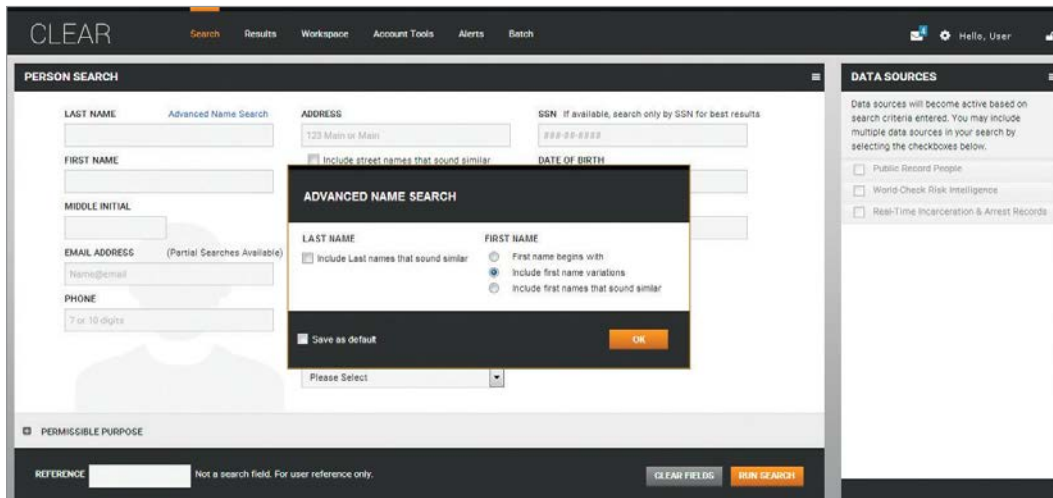 CLEAR
Search Results Workspace Account Tools Alerts Batch
4 Hello, User
PERSON SEARCH
LAST NAME Advanced Name Search
FIRST NAME
MIDDLE INITIAL
EMAIL ADDRESS (Partial Searches Available)
Name@email
PHONE
7 or 10 digits
ADDRESS
123 Main or Main
Include street names that sound similar
SSN If available, search only by SSN for best results
###-##-####
DATE OF BIRTH
ADVANCED NAME SEARCH
LAST NAME
Include Last names that sound simlar
FIRST NAME
First name begins with
Include first name variations
Include first names that sound similar
Save as default
OK
Please Select
PERMISSIBLE PURPOSE
REFERENCE Not a search field. For user reference only.
CLEAR FIELDS RUN SEARCH
DATA SOURCES
Data sources will become active based on
search criteria entered. You may include
multiple data sources in your search by
selecting the checkboxes below.
Public Record People
World-Check Risk Intelligence
Real-Time Incarceration & Arrest Records